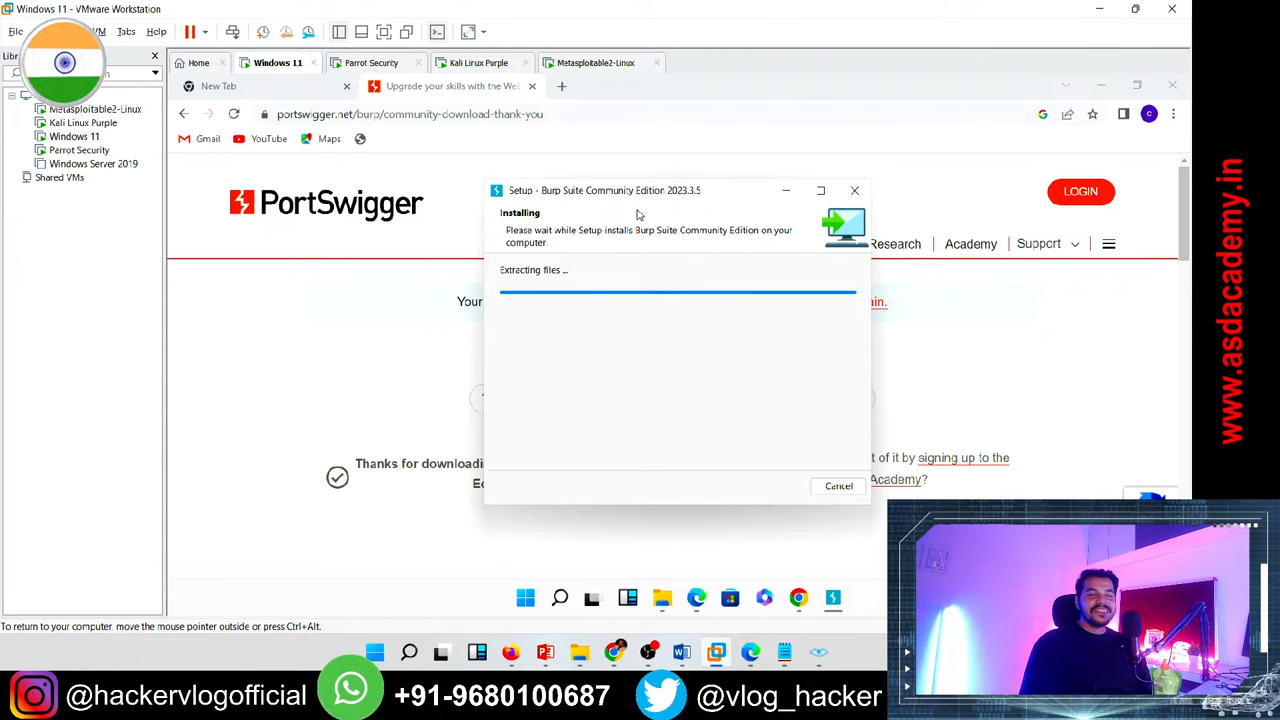 Windows 11 - VMware Workstation
File
VM
Tabs
Help
Home
Windows 11
Parrot Security
Kali Linux Purple
Metasploitable2-Linux
New Tab
Upgrade your skills with the We
portswigger.net/burp/community-download-thank-you
Gmail
YouTube
Maps
Metasploitable2-Linux
Kali Linux Purple
Windows 11
Parrot Security
Windows Server 2019
Shared VMs
PortSwigger
LOGIN
Research
Academy
Support
Your
ain.
Setup - Burp Suite Community Edition 2023.3.5
Installing
Please wait while Setup installs Burp Suite Community Edition on your
computer.
Extracting files ...
Cancel
Thanks for downloadi
Ec
t of it by signing up to the
Academy?
To return to your computer, move the mouse pointer outside or press Ctrl+Alt.
www.asdacademy.in
@hackervlogofficial
+91-9680100687
@vlog_hacker